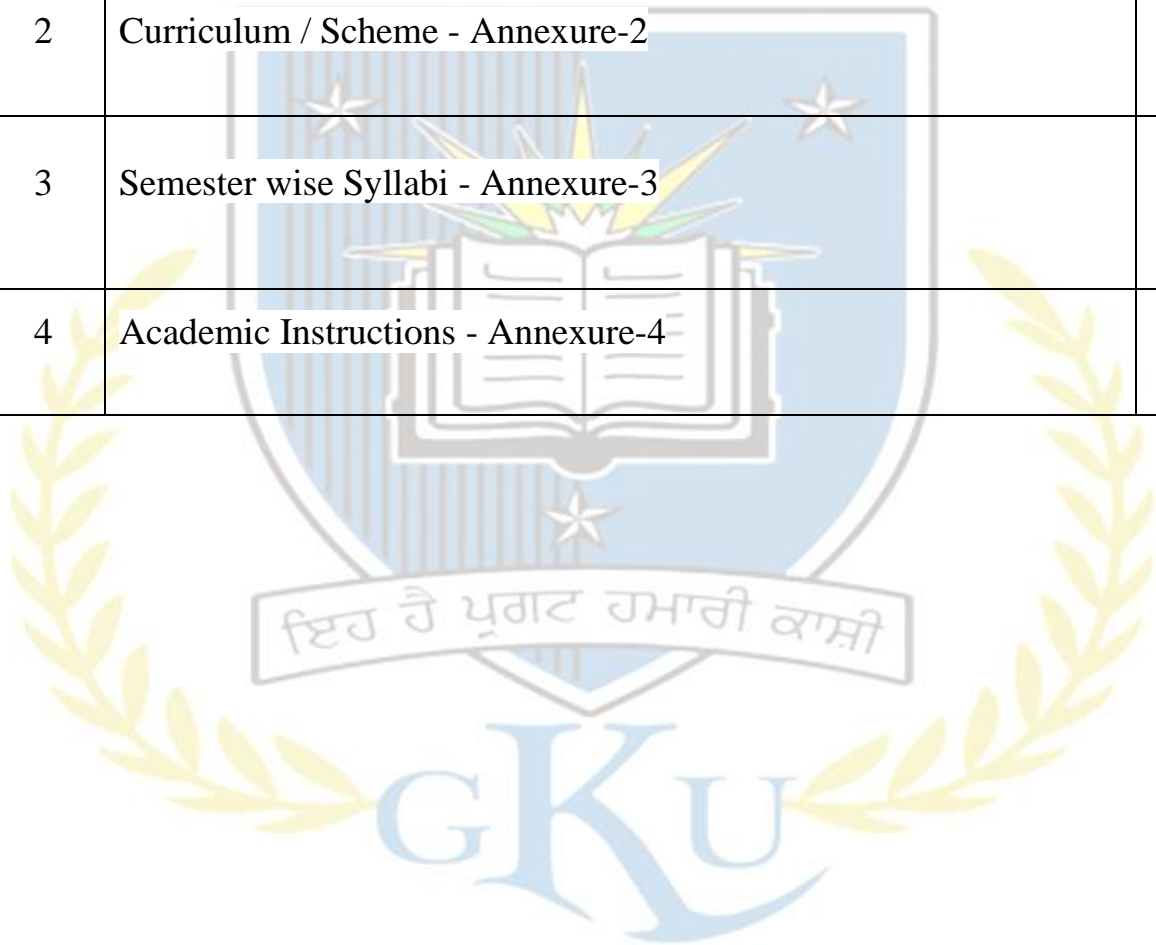 2 Curriculum / Scheme - Annexure-2
3 Semester wise Syllabi - Annexure-3
4 Academic Instructions - Annexure-4
ਇਹ ਹੈ ਪ੍ਰਗਟ ਹਮਾਰੀ ਕਾਸ਼ੀ
GKU